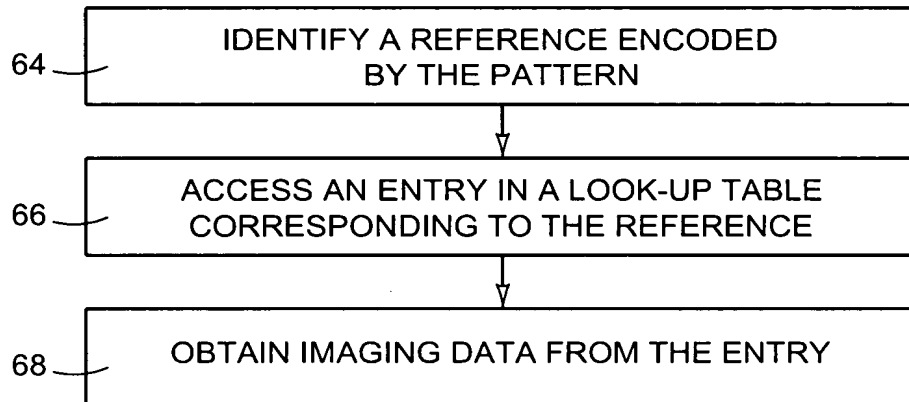 IDENTIFY A REFERENCE ENCODED
64
BY THE PATTERN
ACCESS AN ENTRY IN A LOOK-UP TABLE
66
CORRESPONDING TO THE REFERENCE
OBTAIN IMAGING DATA FROM THE ENTRY
68